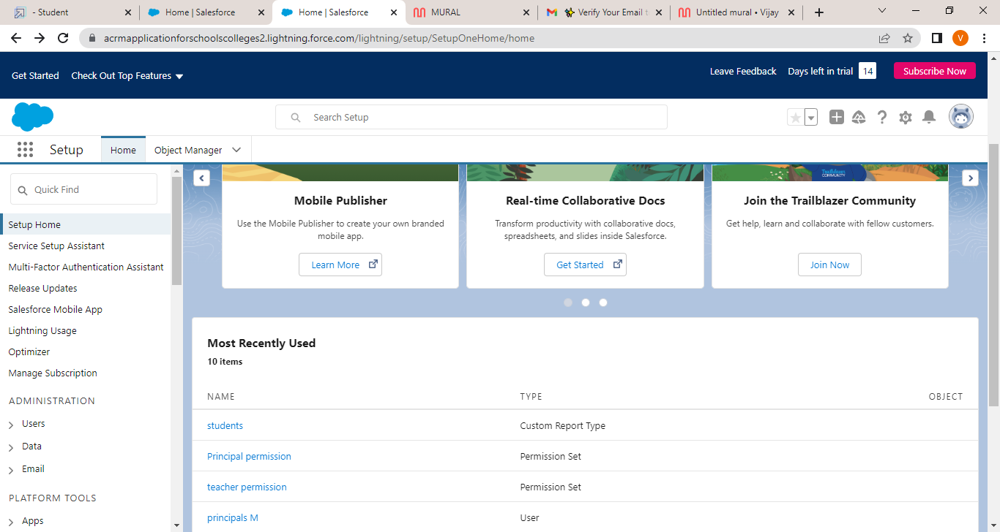 - Student
Home | Salesforce
Home | Salesforce
MURAL
Verify Your Email t
Untitled mural • Vijay
acrmapplicationforschoolscolleges2.lightning.force.com/lightning/setup/SetupOneHome/home
V
Get Started
Check Out Top Features
Leave Feedback
Days left in trial
14
Subscribe Now
Search Setup
Setup
Home
Object Manager
Quick Find
Setup Home
Service Setup Assistant
Multi-Factor Authentication Assistant
Release Updates
Salesforce Mobile App
Lightning Usage
Optimizer
Manage Subscription
ADMINISTRATION
Users
Data
Email
PLATFORM TOOLS
Apps
Mobile Publisher
Use the Mobile Publisher to create your own branded
mobile app.
Learn More
Real-time Collaborative Docs
Transform productivity with collaborative docs,
spreadsheets, and slides inside Salesforce.
Get Started
Trailblazer
COMMUNITY
Join the Trailblazer Community
Get help, learn and collaborate with fellow customers.
Join Now
Most Recently Used
10 items
NAME TYPE OBJECT
students Custom Report Type
Principal permission Permission Set
teacher permission Permission Set
principals M User